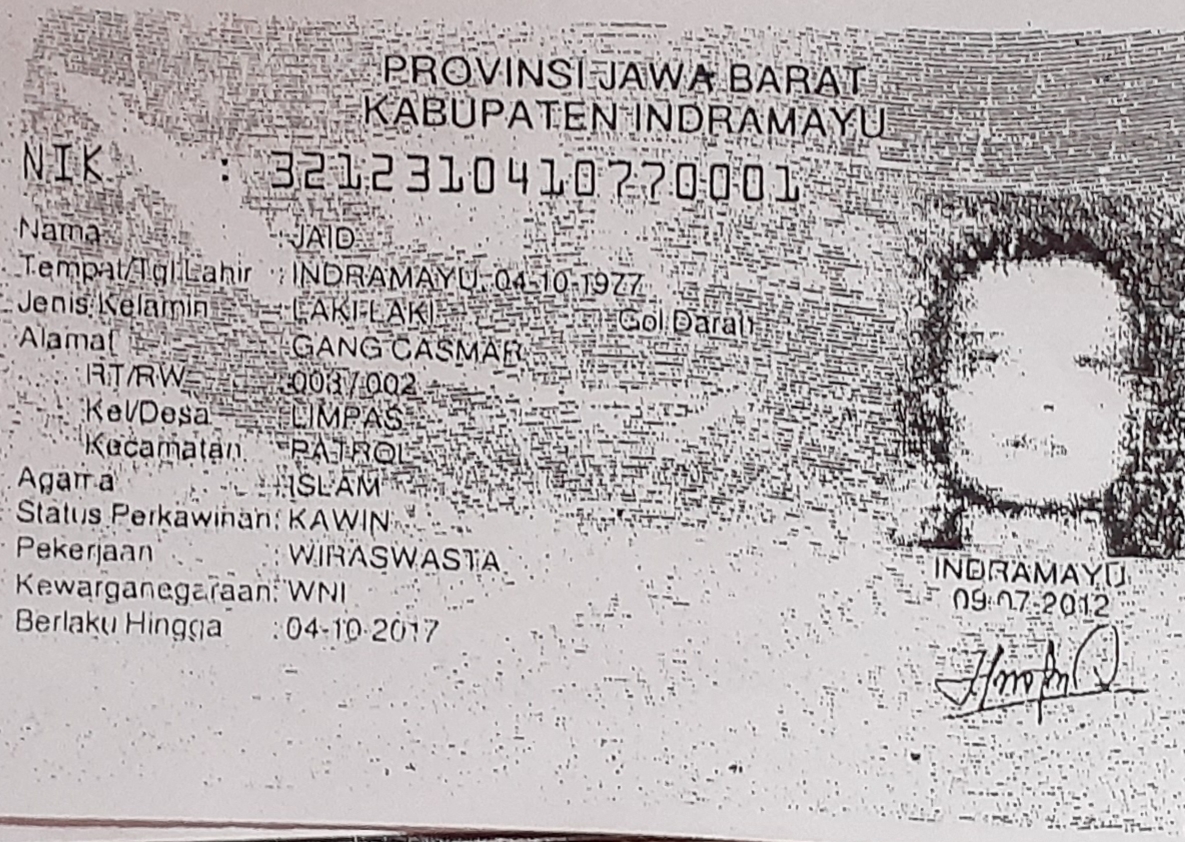 PROVINSI JAWA BARAT
KABUPATEN INDRAMAYU
NIK : 3212310410770001
Nama : JAID
Tempat/Tgl Lahir : INDRAMAYU, 04-10-1977
Jenis Kelamin : LAKI-LAKI Gol Darah
Alamat : GANG CASMAR
RT/RW : 003/002
Kel/Desa : LIMPAS
Kecamatan : PATROL
Agama : ISLAM
Status Perkawinan: KAWIN
Pekerjaan : WIRASWASTA
Kewarganegaraan: WNI
Berlaku Hingga : 04-10-2017
INDRAMAYU
09-07-2012